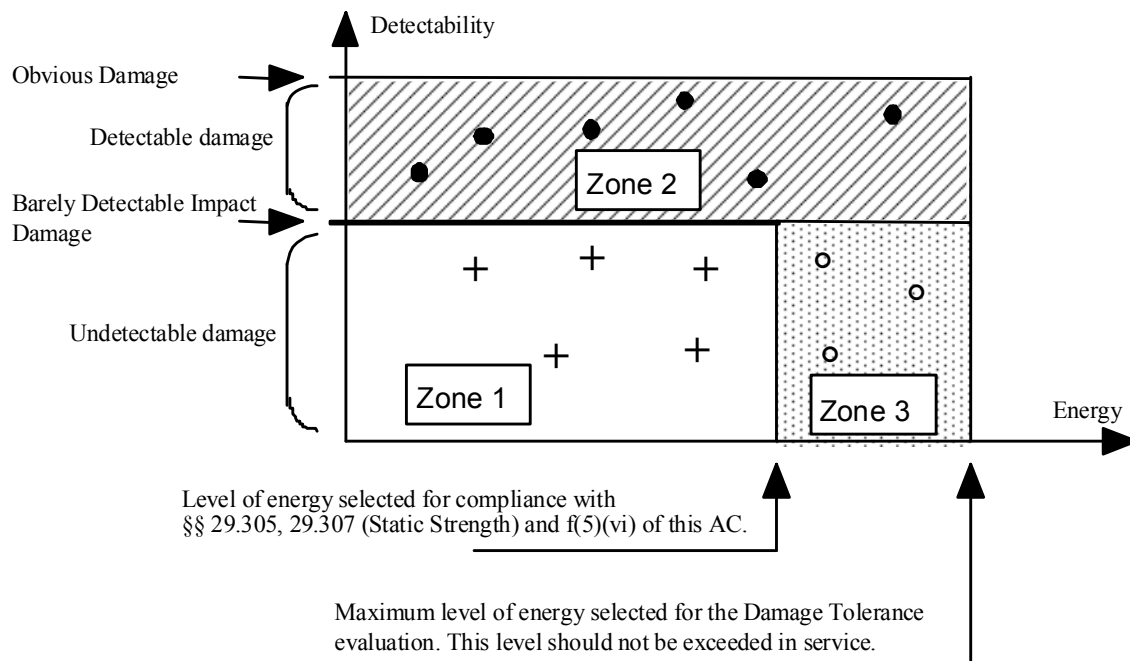 Detectability
Obvious Damage
Detectable damage
Zone 2
Barely Detectable Impact
Damage
Undetectable damage
Zone 1
Zone 3
Energy
Level of energy selected for compliance with
§§ 29.305, 29.307 (Static Strength) and f(5)(vi) of this AC.
Maximum level of energy selected for the Damage Tolerance
evaluation. This level should not be exceeded in service.